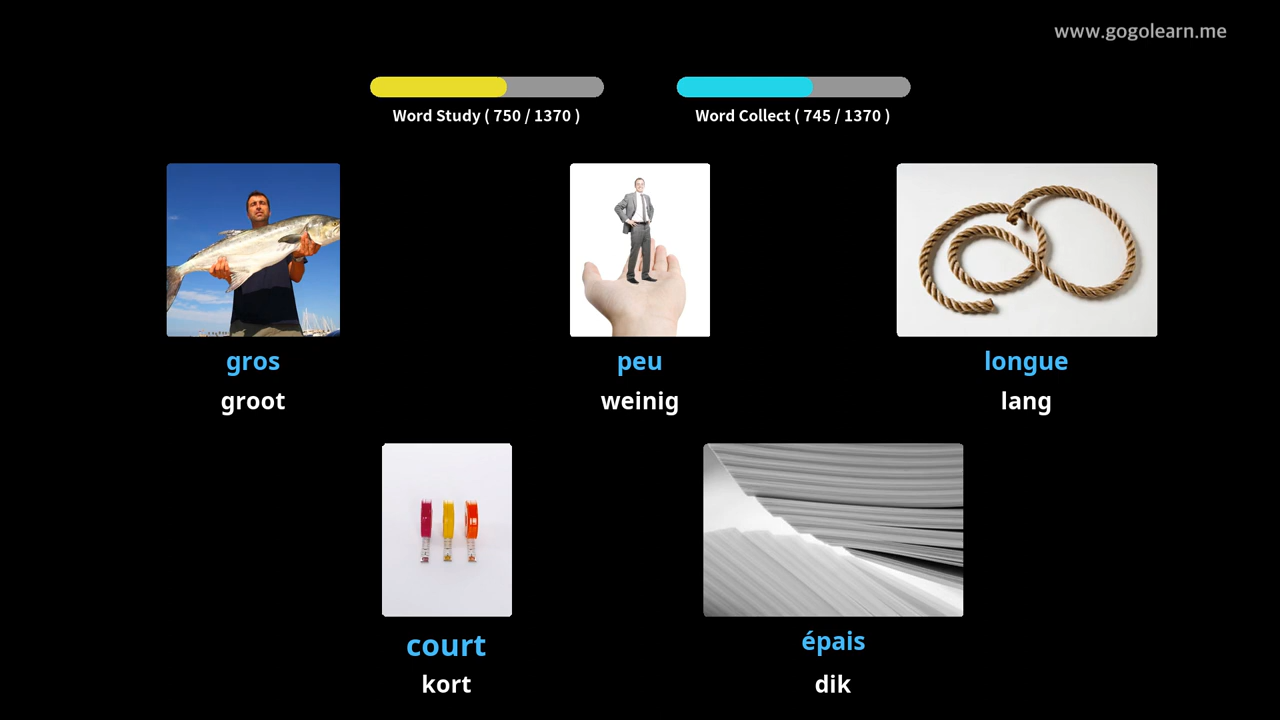 www.gogolearn.me
Word Study ( 750 / 1370 )
Word Collect ( 745 / 1370 )
gros
groot
peu
weinig
longue
lang
court
kort
épais
dik